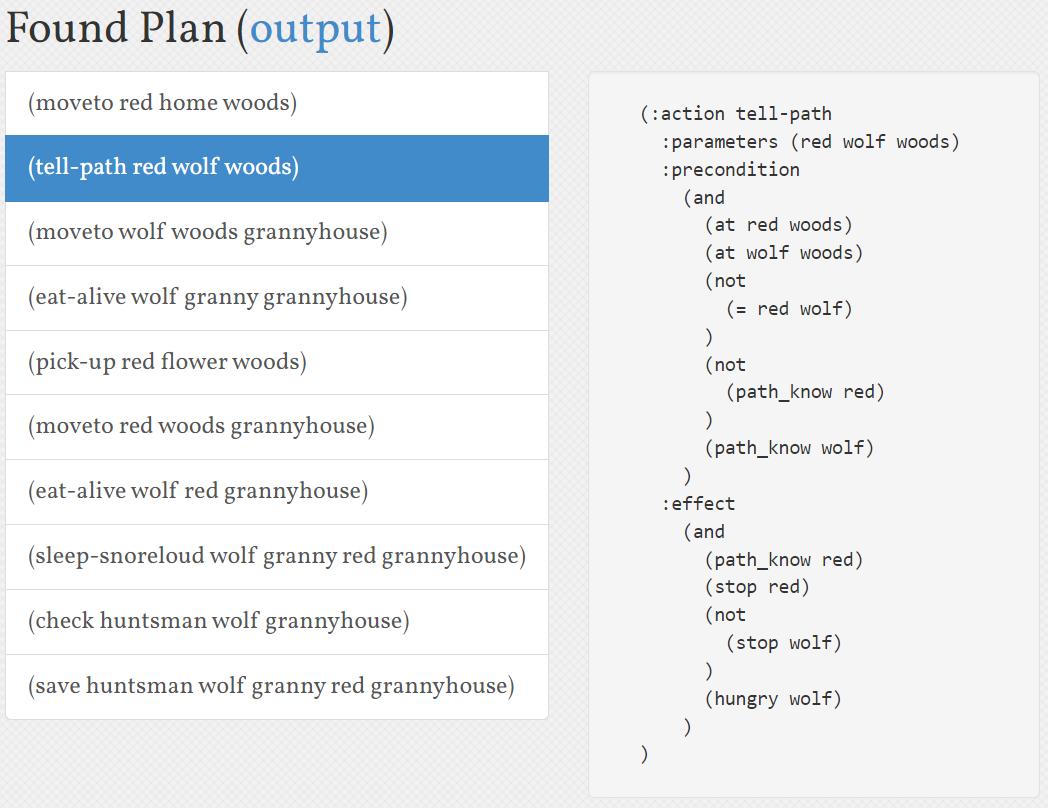 Found Plan (output)
(moveto red home woods)
(tell-path red wolf woods)
(moveto wolf woods grannyhouse)
(eat-alive wolf granny grannyhouse)
(pick-up red flower woods)
(moveto red woods grannyhouse)
(eat-alive wolf red grannyhouse)
(sleep-snoreloud wolf granny red grannyhouse)
(check huntsman wolf grannyhouse)
(save huntsman wolf granny red grannyhouse)
(:action tell-path
:parameters (red wolf woods)
:precondition
(and
(at red woods)
(at wolf woods)
(not
(= red wolf)
)
(not
(path_know red)
)
(path_know wolf)
)
:effect
(and
(path_know red)
(stop red)
(not
(stop wolf)
)
(hungry wolf)
)
)